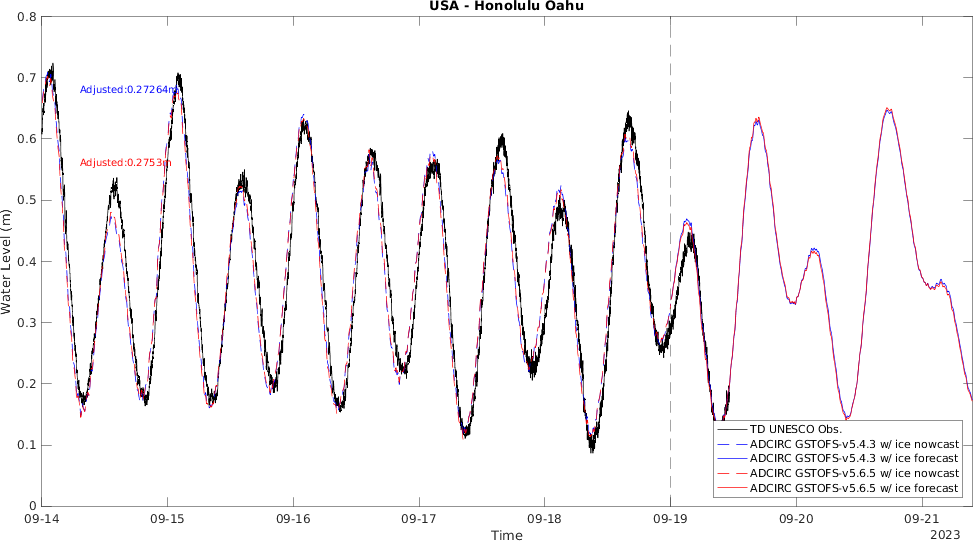 USA - Honolulu Oahu
0.8
0.7
0.6
0.5
0.4
0.3
0.2
0.1
0
Water Level (m)
Adjusted:0.27264m
Adjusted:0.2753m
TD UNESCO Obs.
ADCIRC GSTOFS-v5.4.3 w/ ice nowcast
ADCIRC GSTOFS-v5.4.3 w/ ice forecast
ADCIRC GSTOFS-v5.6.5 w/ ice nowcast
ADCIRC GSTOFS-v5.6.5 w/ ice forecast
09-14 09-15 09-16 09-17 09-18 09-19 09-20 09-21
Time
2023